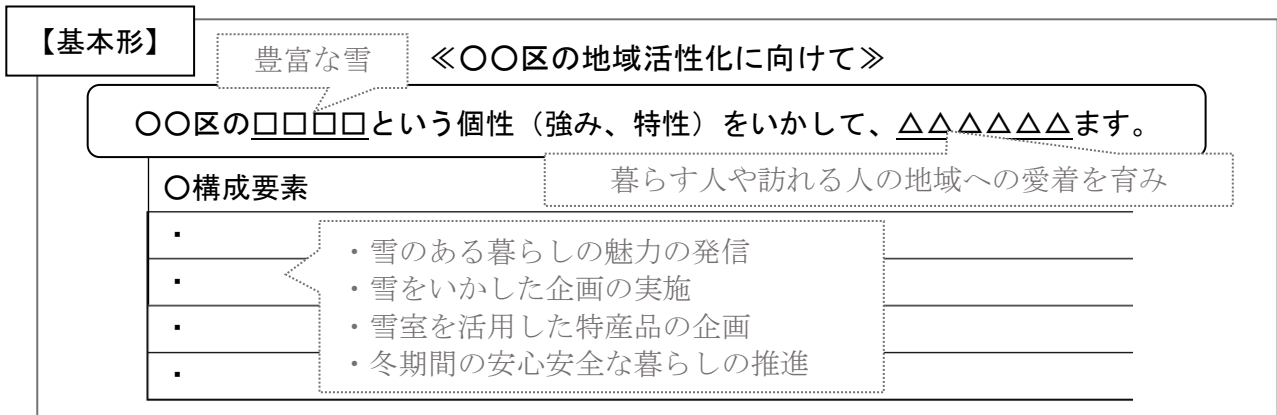 【基本形】
豊富な雪
≪〇〇区の地域活性化に向けて≫
〇〇区の□□□□という個性（強み、特性）をいかして、△△△△△△ます。
暮らす人や訪れる人の地域への愛着を育み
〇構成要素
・
・
・
・
・雪のある暮らしの魅力の発信
・雪をいかした企画の実施
・雪室を活用した特産品の企画
・冬期間の安心安全な暮らしの推進